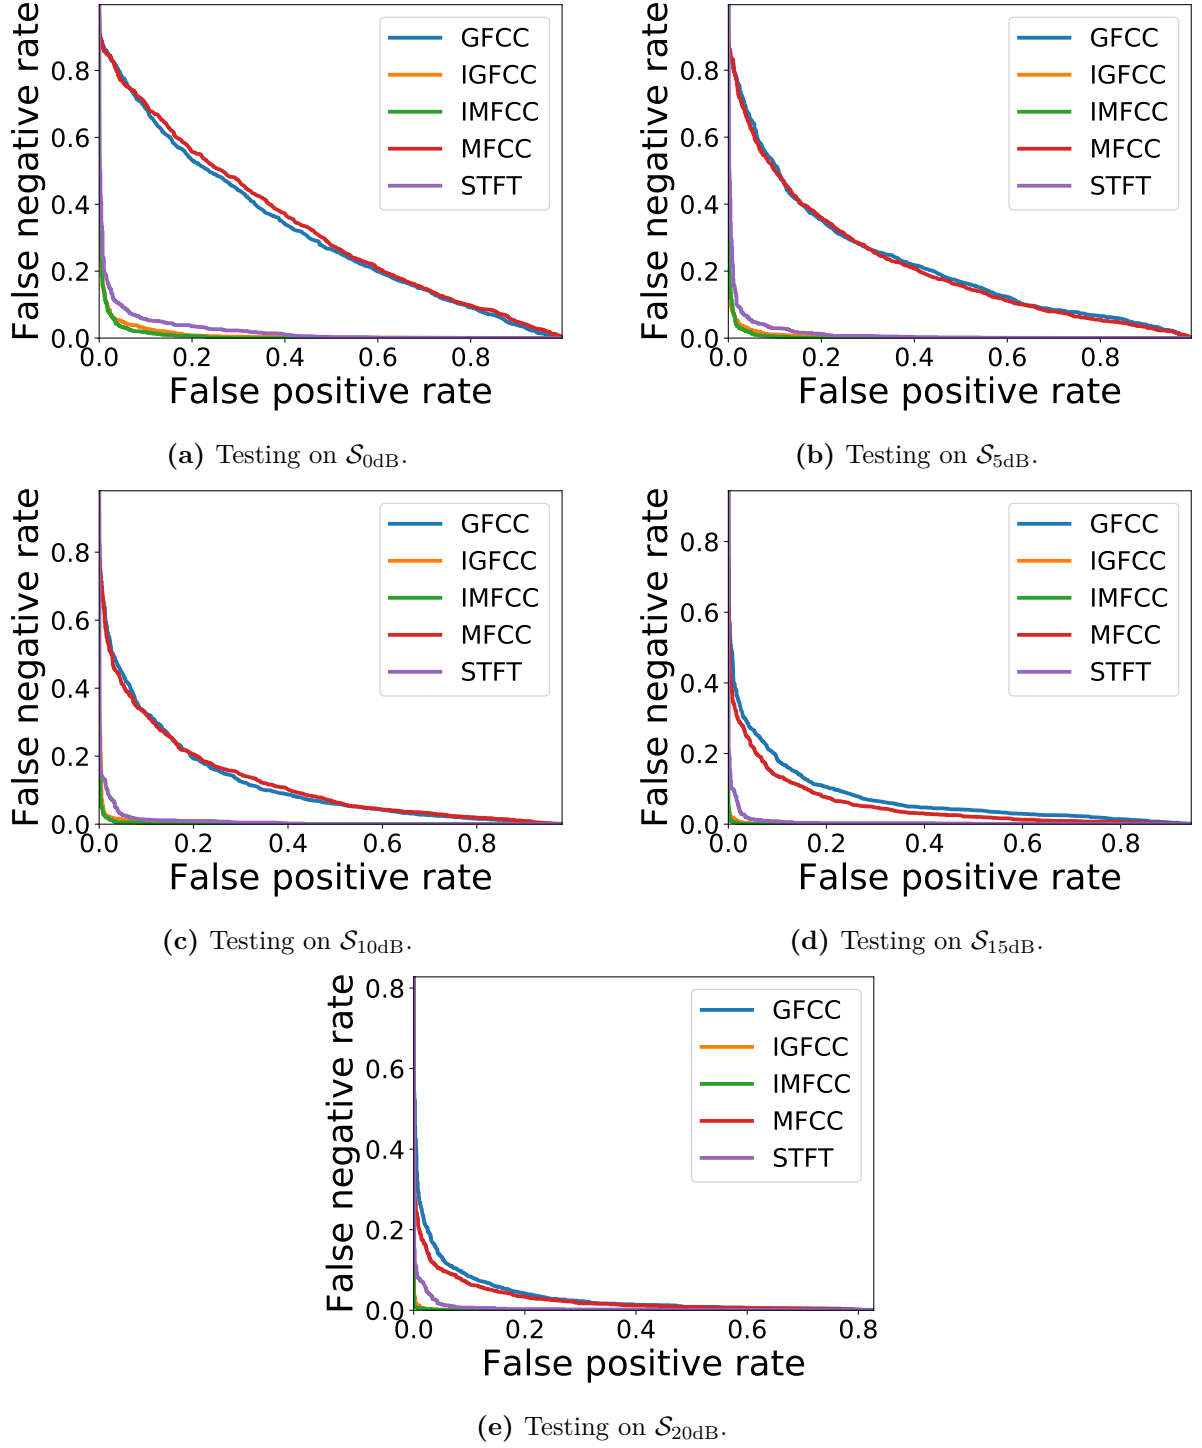 False negative rate
0.8
0.6
0.4
0.2
0.0
0.0 0.2 0.4 0.6 0.8
False positive rate
GFCC
IGFCC
IMFCC
MFCC
STFT
(a) Testing on S0dB.
False negative rate
0.8
0.6
0.4
0.2
0.0
0.0 0.2 0.4 0.6 0.8
False positive rate
GFCC
IGFCC
IMFCC
MFCC
STFT
(b) Testing on S5dB.
False negative rate
0.8
0.6
0.4
0.2
0.0
0.0 0.2 0.4 0.6 0.8
False positive rate
GFCC
IGFCC
IMFCC
MFCC
STFT
(c) Testing on S10dB.
False negative rate
0.8
0.6
0.4
0.2
0.0
0.0 0.2 0.4 0.6 0.8
False positive rate
GFCC
IGFCC
IMFCC
MFCC
STFT
(d) Testing on S15dB.
False negative rate
0.8
0.6
0.4
0.2
0.0
0.0 0.2 0.4 0.6 0.8
False positive rate
GFCC
IGFCC
IMFCC
MFCC
STFT
(e) Testing on S20dB.